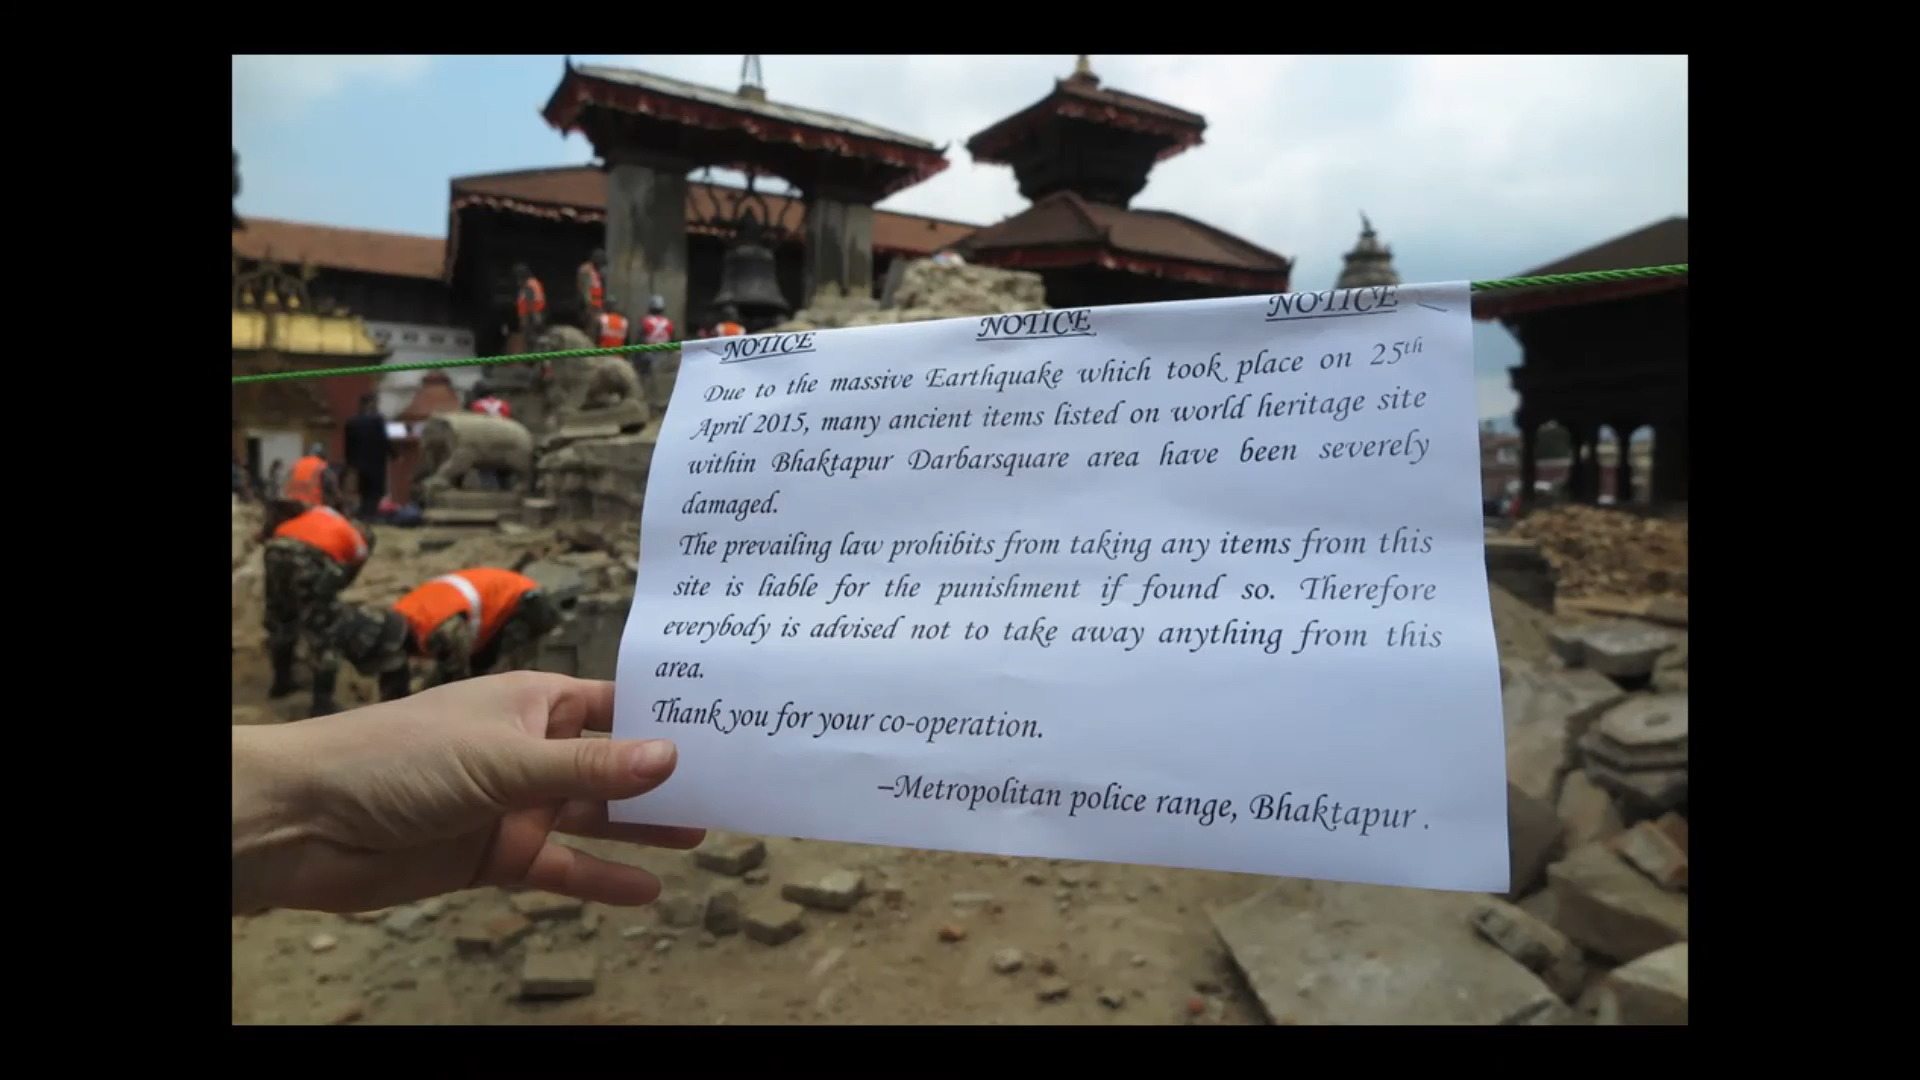 NOTICE NOTICE NOTICE
Due to the massive Earthquake which took place on 25th
April 2015, many ancient items listed on world heritage site
within Bhaktapur Darbarsquare area have been severely
damaged.
The prevailing law prohibits from taking any items from this
site is liable for the punishment if found so. Therefore
everybody is advised not to take away anything from this
area.
Thank you for your co-operation.
–Metropolitan police range, Bhaktapur .